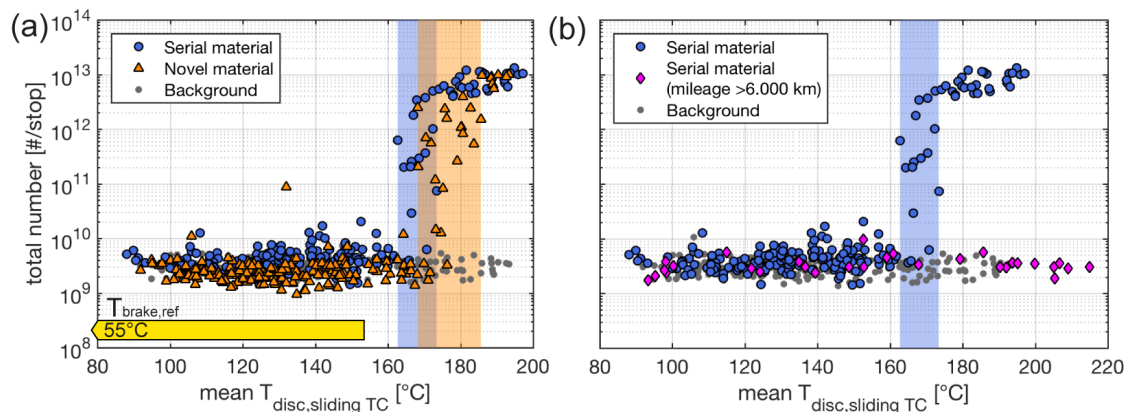 (a)
total number [#/stop]
10^14
10^13
10^12
10^11
10^10
10^9
10^8
Serial material
Novel material
Background
T_brake,ref
55°C
80 100 120 140 160 180 200
mean T_disc,sliding TC [°C]
(b)
Serial material
Serial material
(mileage >6.000 km)
Background
80 100 120 140 160 180 200 220
mean T_disc,sliding TC [°C]